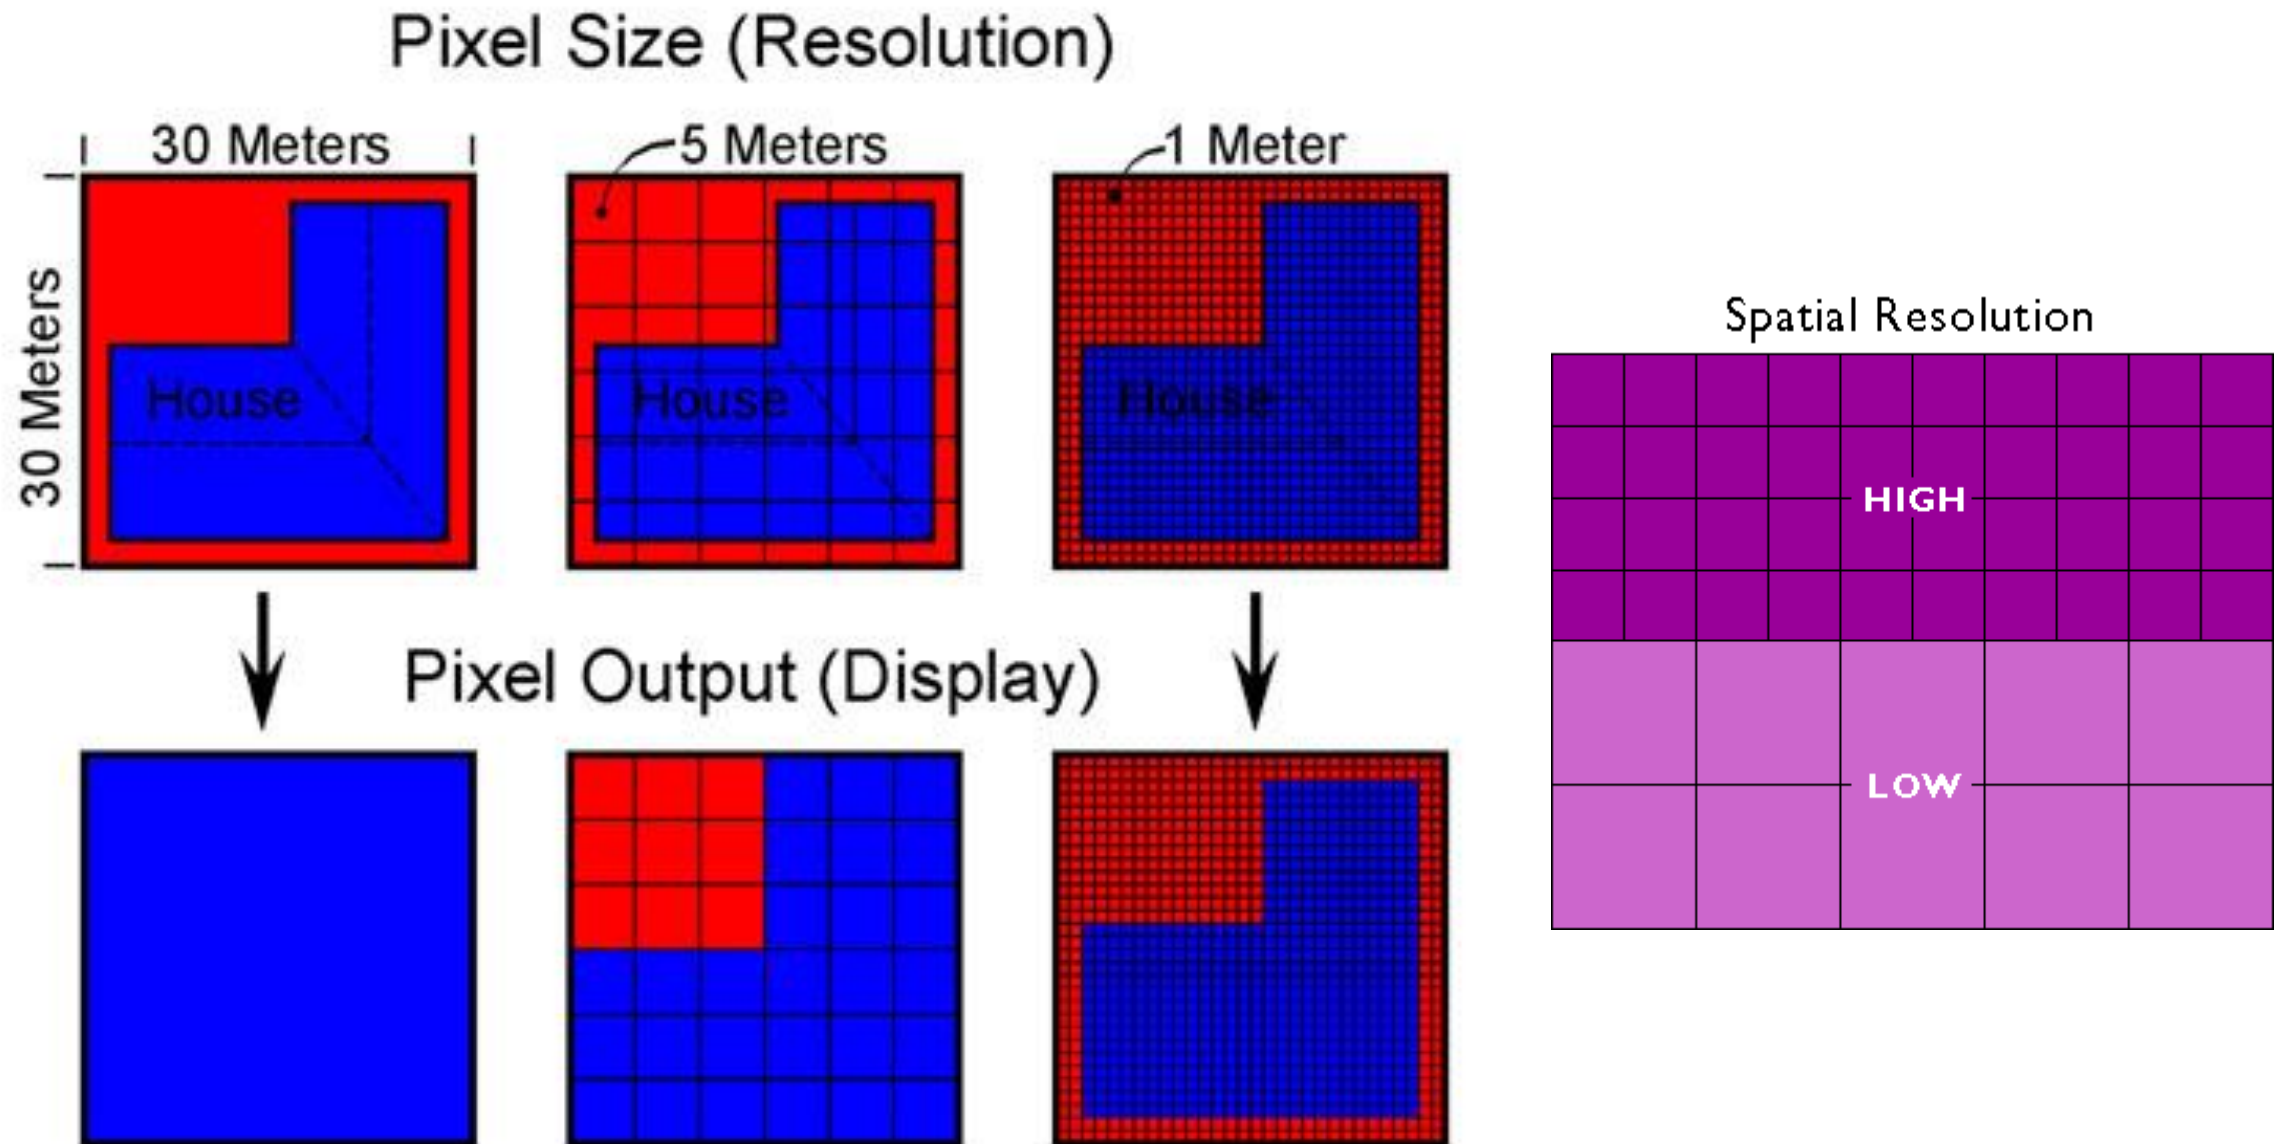 Pixel Size (Resolution)
30 Meters
5 Meters
1 Meter
30 Meters
House
House
House
Pixel Output (Display)
Spatial Resolution
HIGH
LOW